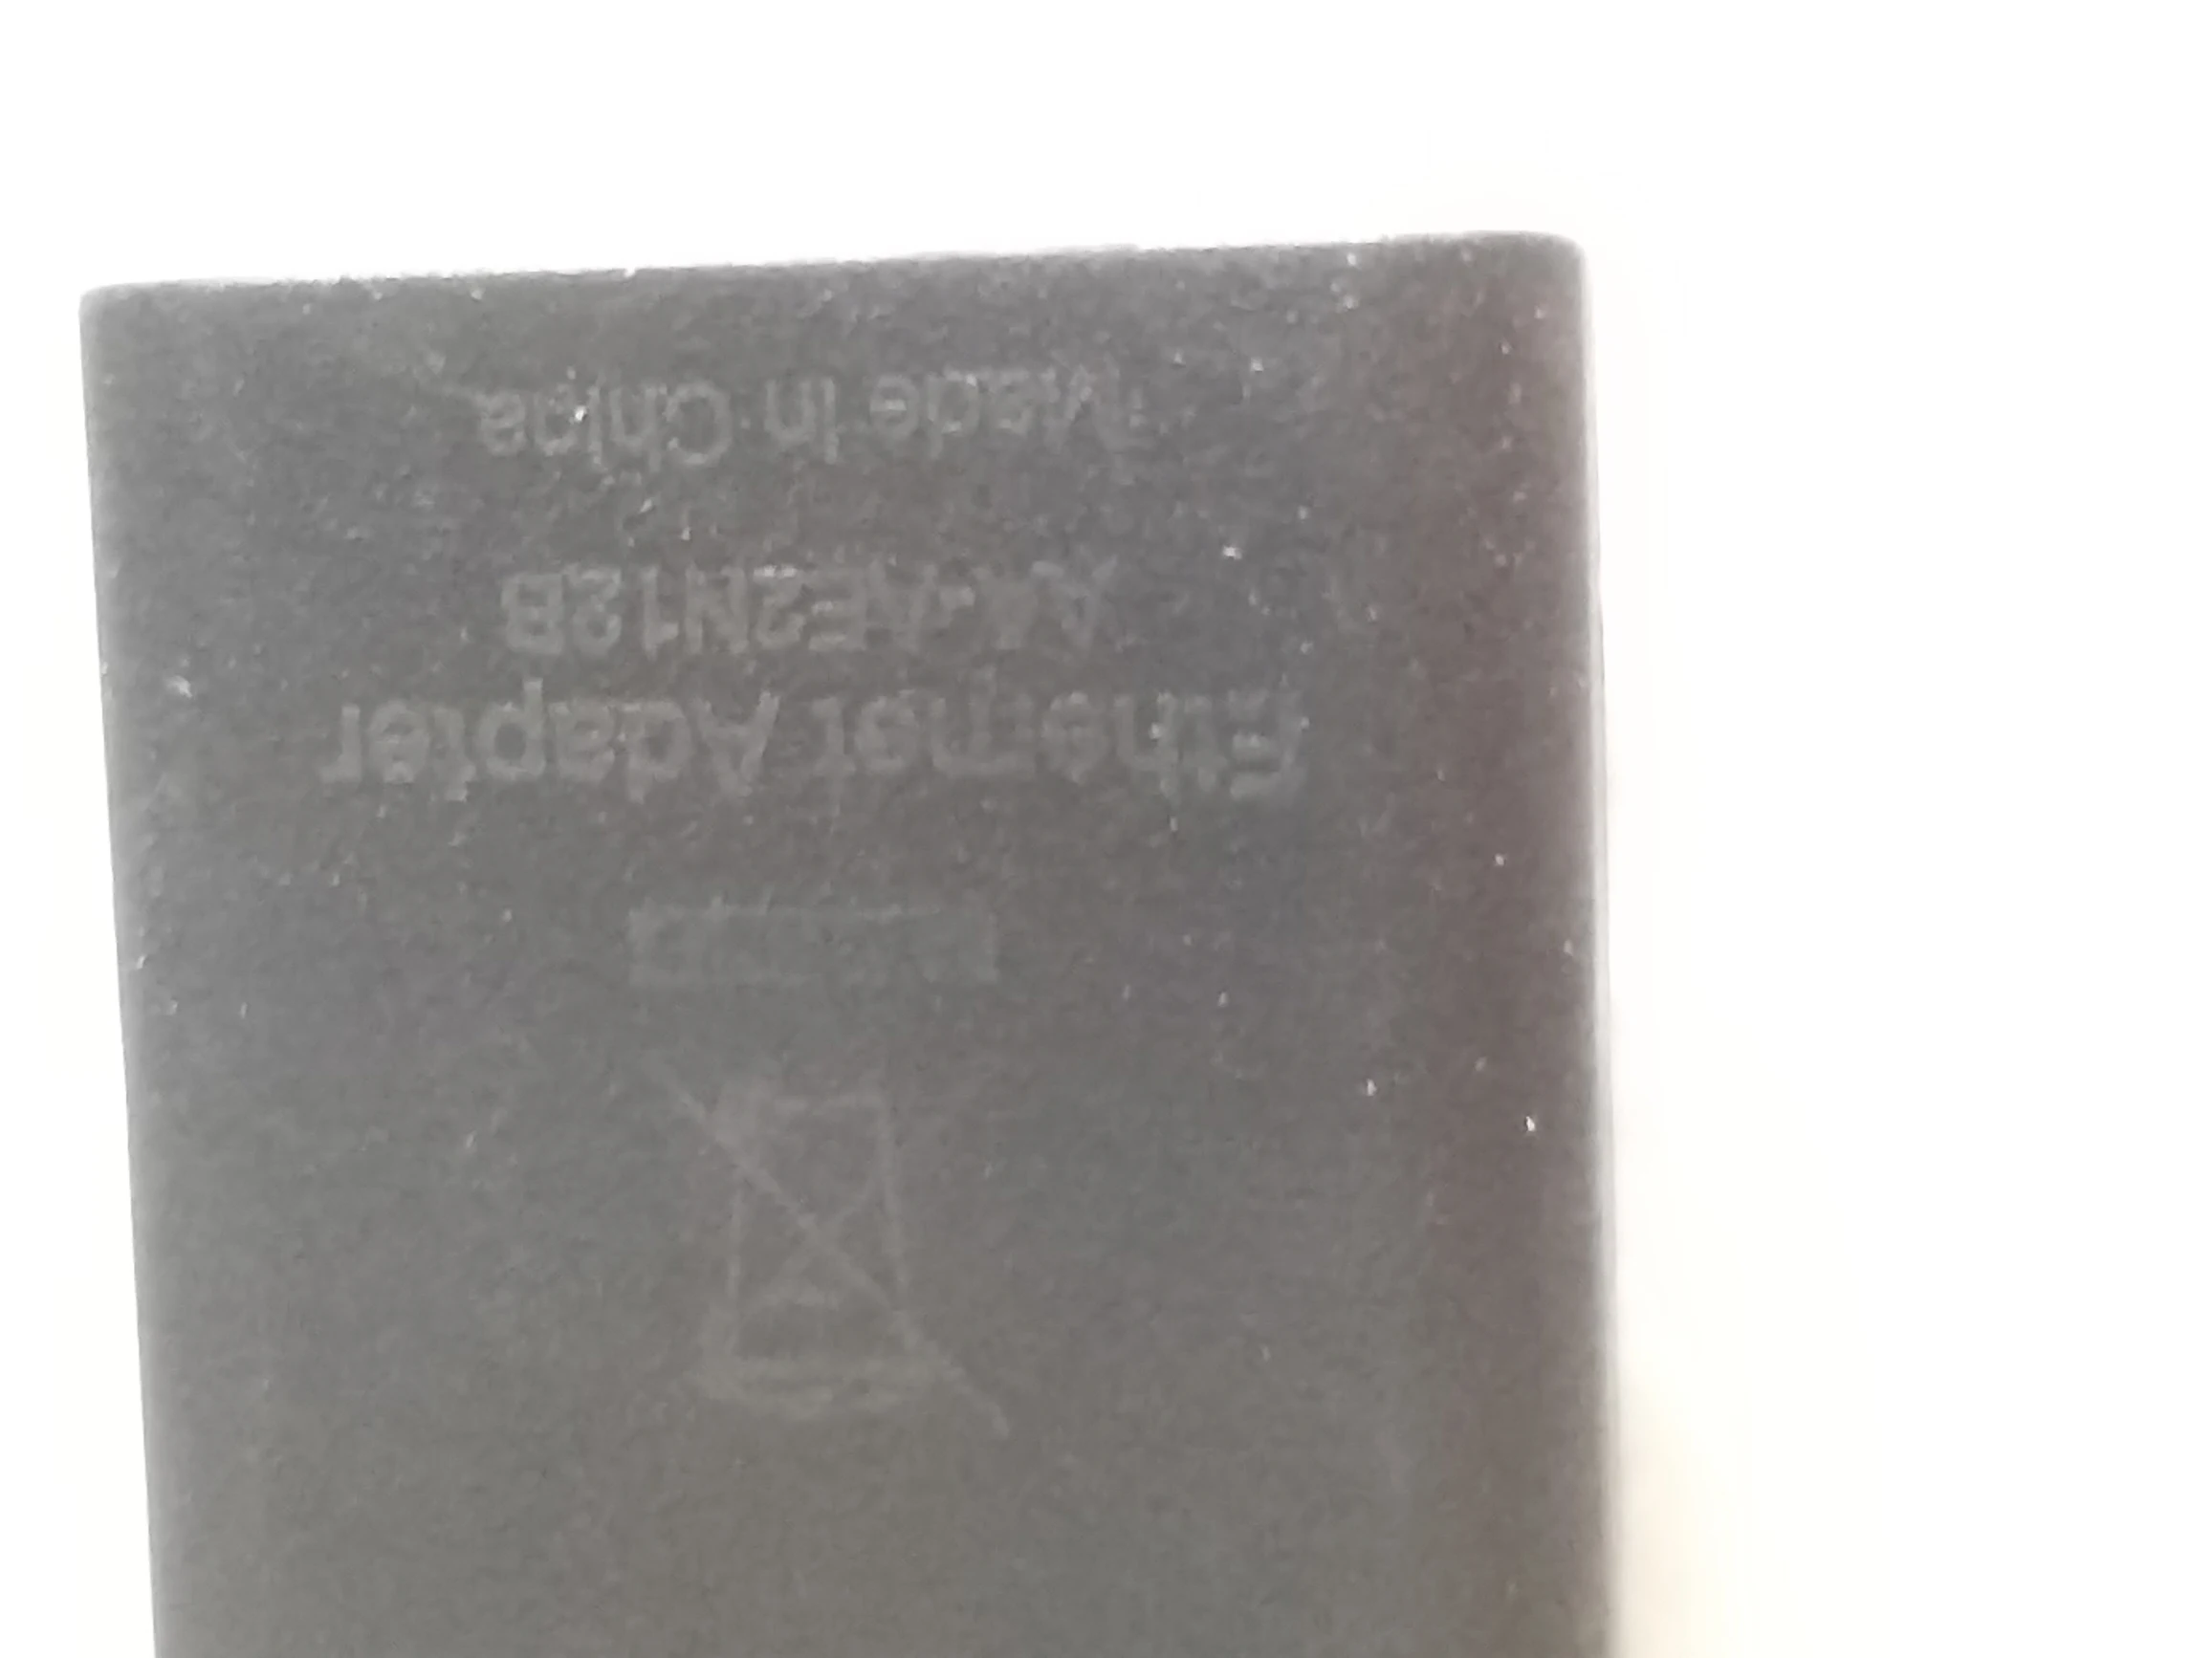 Ethernet Adapter
AA-AE2N12B
Made in China